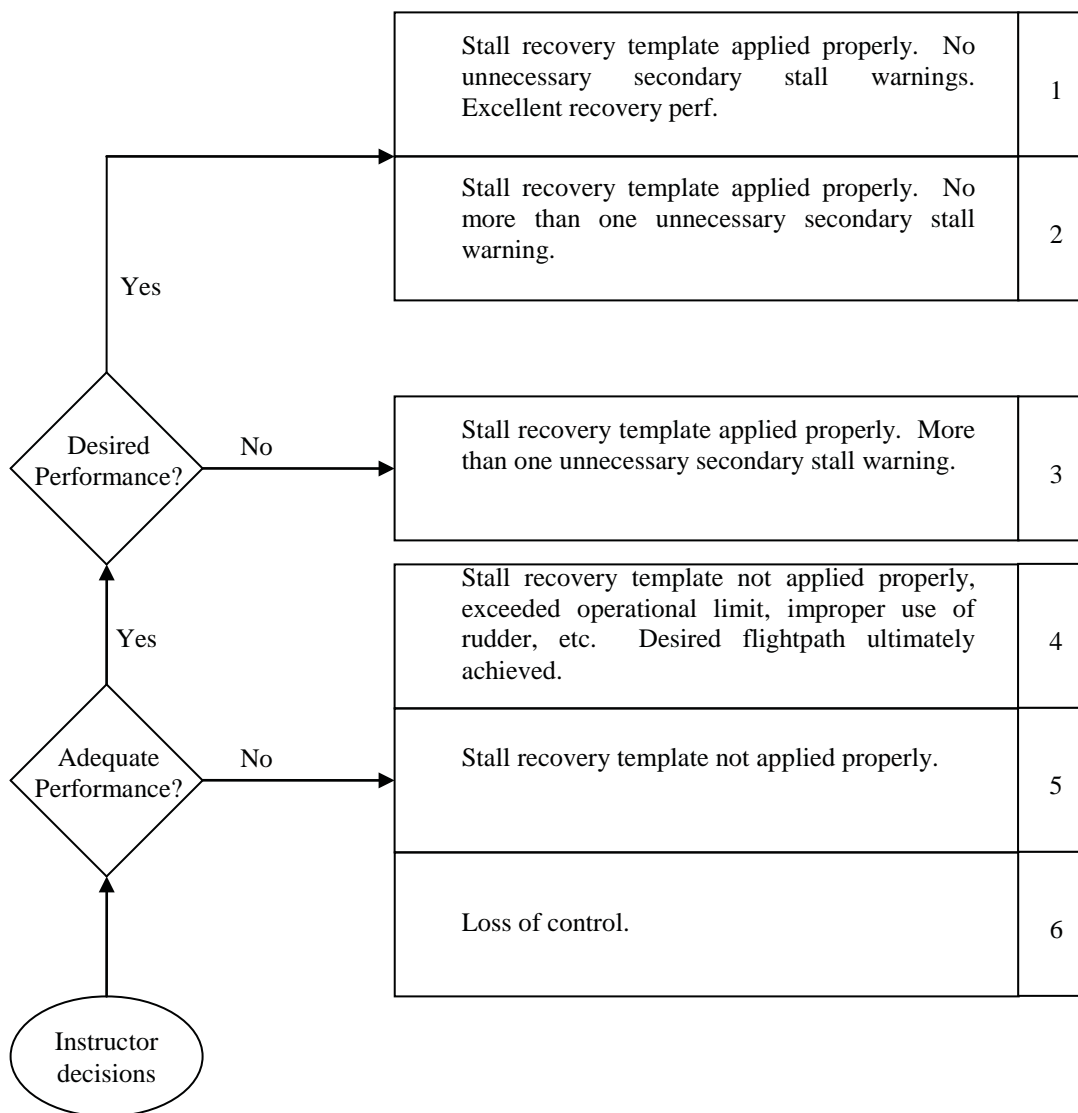 Stall recovery template applied properly. No
unnecessary secondary stall warnings.
Excellent recovery perf.
1
Stall recovery template applied properly. No
more than one unnecessary secondary stall
warning.
2
Yes
Desired
Performance?
No
Stall recovery template applied properly. More
than one unnecessary secondary stall warning.
3
Stall recovery template not applied properly,
exceeded operational limit, improper use of
rudder, etc. Desired flightpath ultimately
achieved.
4
Yes
Adequate
Performance?
No
Stall recovery template not applied properly.
5
Loss of control.
6
Instructor
decisions